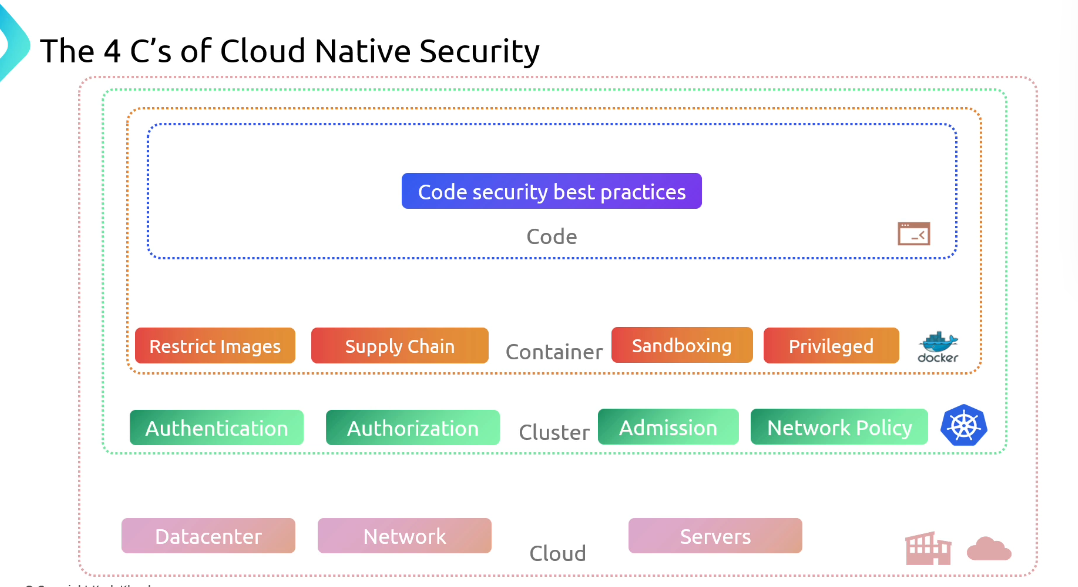 The 4 C’s of Cloud Native Security
Code security best practices
Code
Restrict Images
Supply Chain
Container
Sandboxing
Privileged
docker
Authentication
Authorization
Cluster
Admission
Network Policy
Datacenter
Network
Cloud
Servers